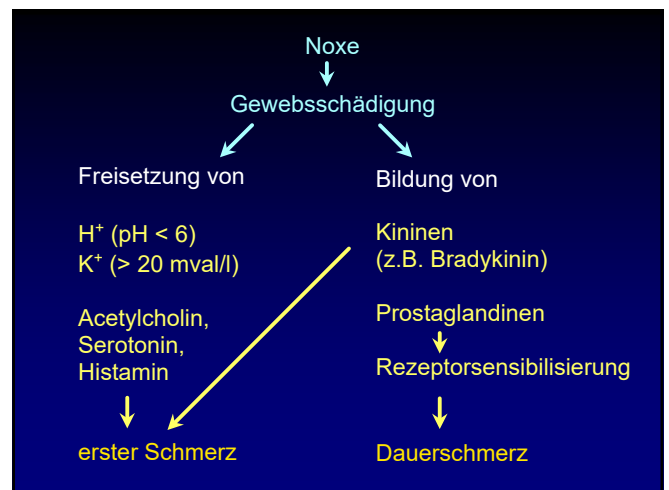 Noxe
Gewebsschädigung
Freisetzung von
H⁺ (pH < 6)
K⁺ (> 20 mval/l)
Acetylcholin,
Serotonin,
Histamin
erster Schmerz
Bildung von
Kininen
(z.B. Bradykinin)
Prostaglandinen
Rezeptorsensibilisierung
Dauerschmerz